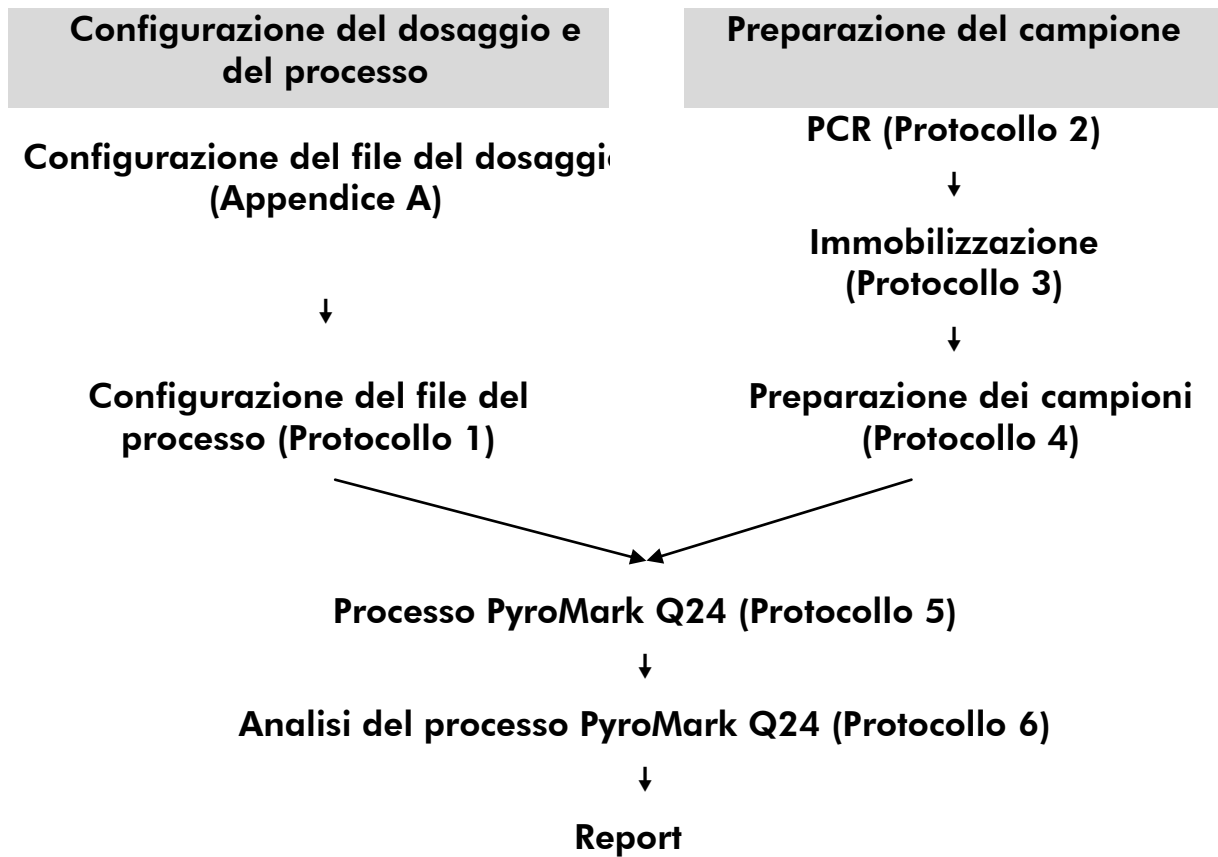 Configurazione del dosaggio e
del processo
Configurazione del file del dosaggio
(Appendice A)
Configurazione del file del
processo (Protocollo 1)
Preparazione del campione
PCR (Protocollo 2)
Immobilizzazione
(Protocollo 3)
Preparazione dei campioni
(Protocollo 4)
Processo PyroMark Q24 (Protocollo 5)
Analisi del processo PyroMark Q24 (Protocollo 6)
Report